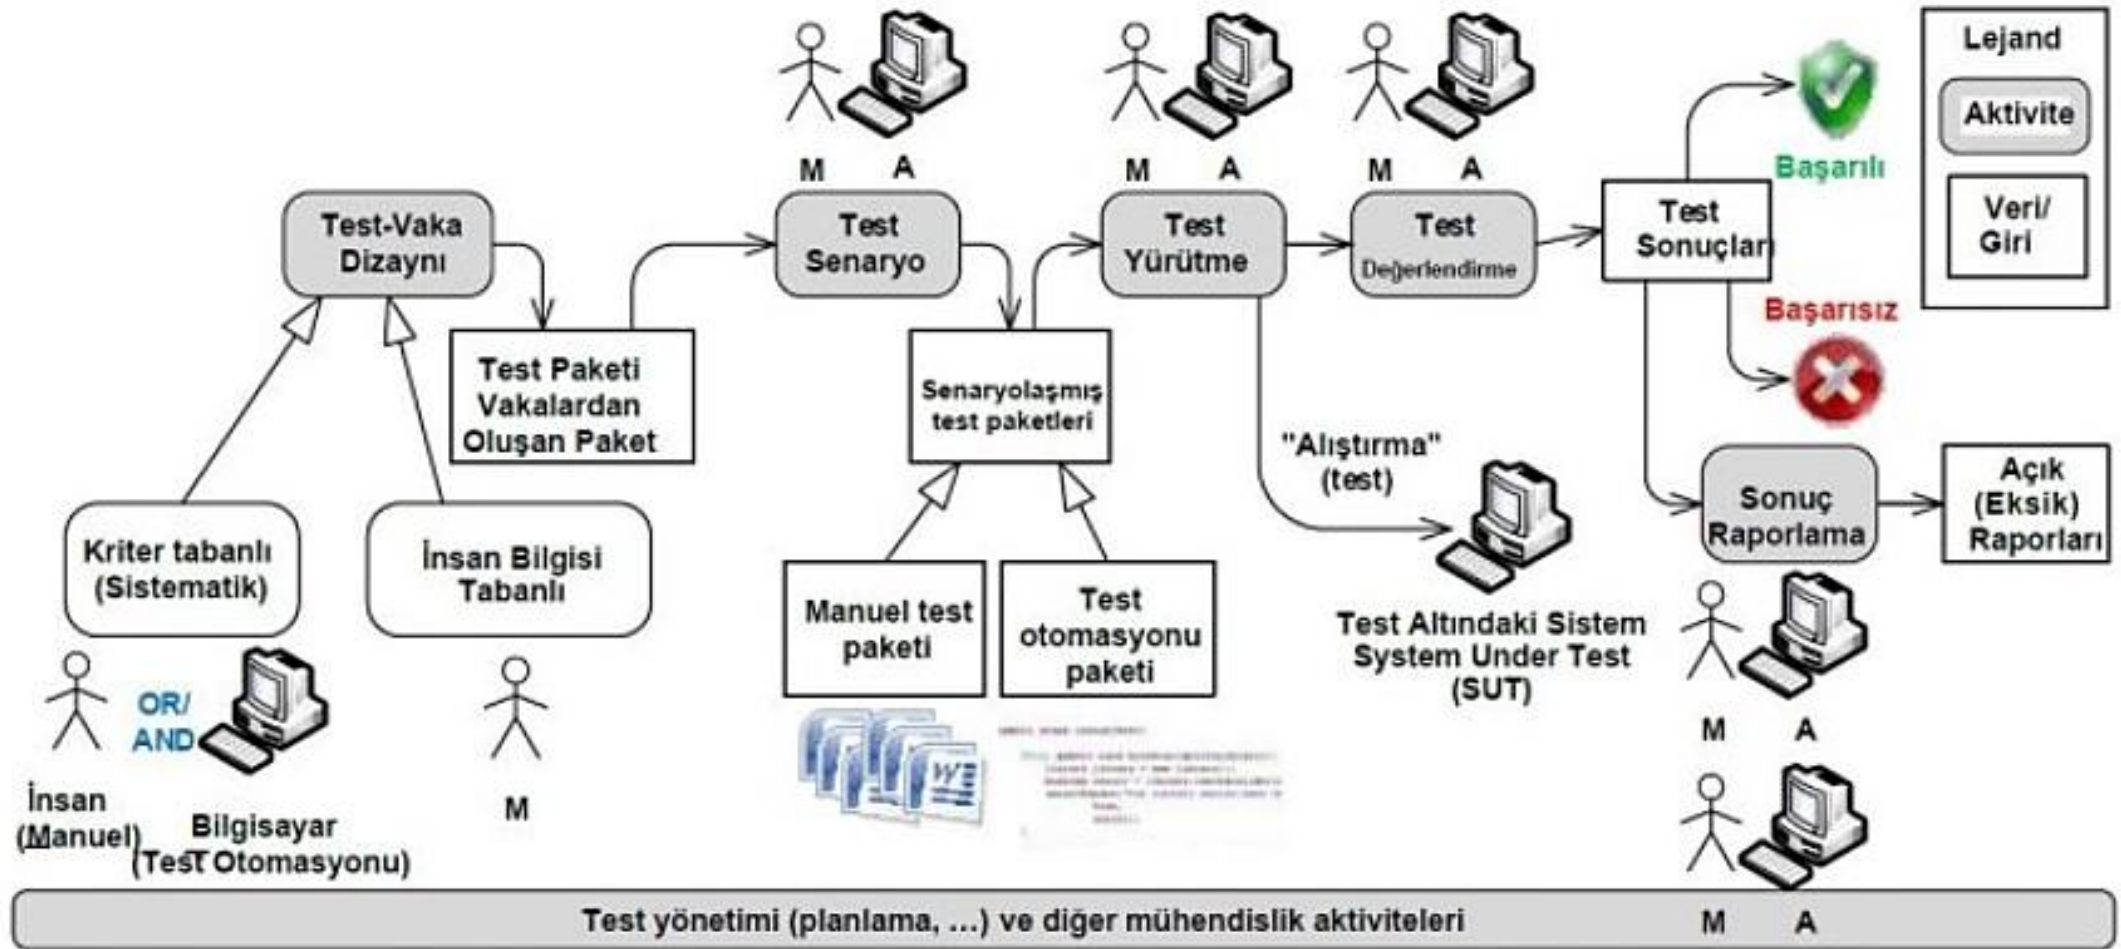 M
A
M
A
M
A
Lejand
Aktivite
Veri/
Giri
Başarılı
Test-Vaka
Dizaynı
Test
Senaryo
Test
Yürütme
Test
Değerlendirme
Test
Sonuçları
Başarısız
Test Paketi
Vakalardan
Oluşan Paket
Senaryolaşmış
test paketleri
"Alıştırma"
(test)
Sonuç
Raporlama
Açık
(Eksik)
Raporları
Kriter tabanlı
(Sistematik)
İnsan Bilgisi
Tabanlı
Manuel test
paketi
Test
otomasyonu
paketi
Test Altındaki Sistem
System Under Test
(SUT)
OR/
AND
İnsan
(Manuel)
Bilgisayar
(Test Otomasyonu)
M
W
M
A
Test yönetimi (planlama, ...) ve diğer mühendislik aktiviteleri
M
A